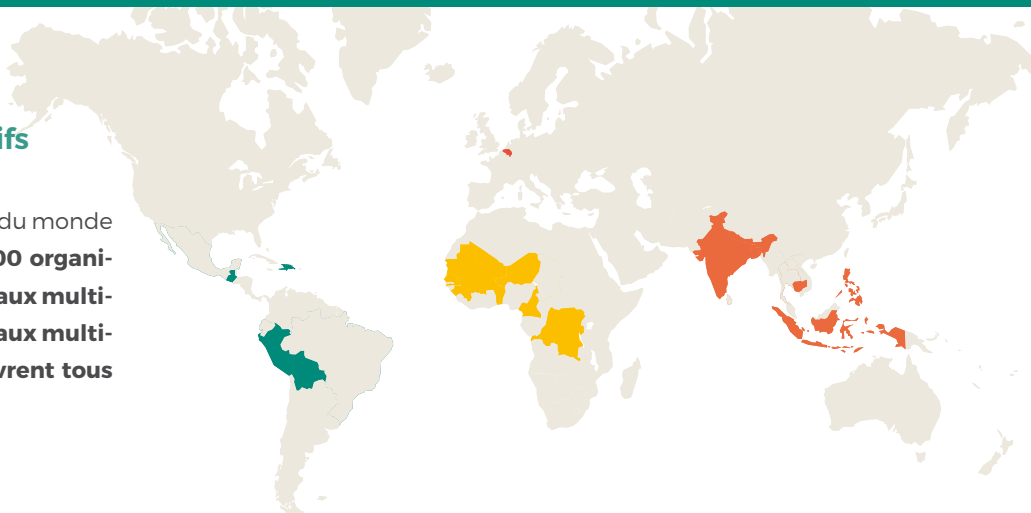 ifs
du monde
00 organi-
aux multi-
aux multi-
vrent tous